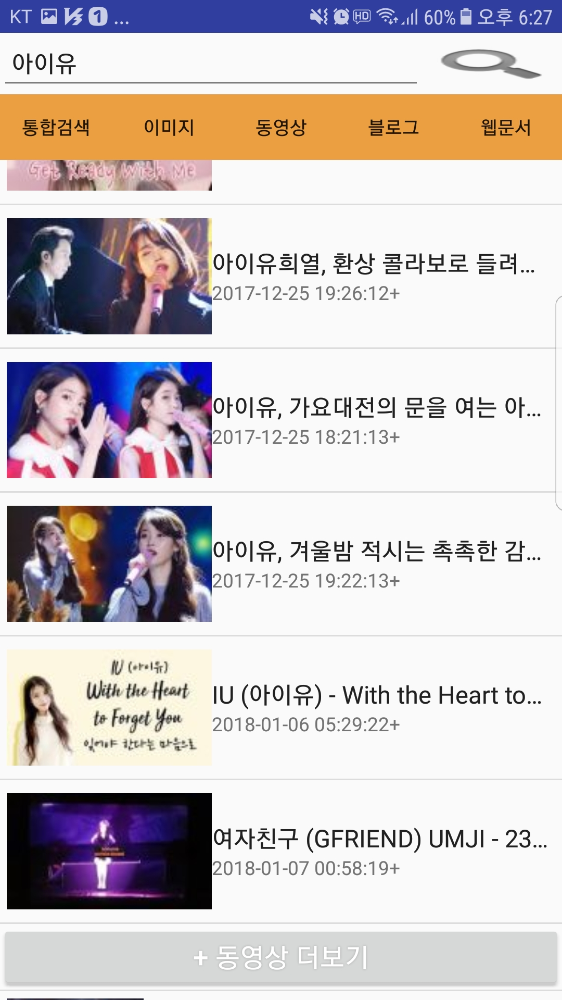 KT ... HD 60% 오후 6:27
아이유
통합검색 이미지 동영상 블로그 웹문서
Get Ready With Me
아이유희열, 환상 콜라보로 들려...
2017-12-25 19:26:12+
아이유, 가요대전의 문을 여는 아...
2017-12-25 18:21:13+
아이유, 겨울밤 적시는 촉촉한 감...
2017-12-25 19:22:13+
IU (아이유)
With the Heart
to Forget You
잊어야 한다는 마음으로
IU (아이유) - With the Heart to...
2018-01-06 05:29:22+
여자친구 (GFRIEND) UMJI - 23...
2018-01-07 00:58:19+
+ 동영상 더보기